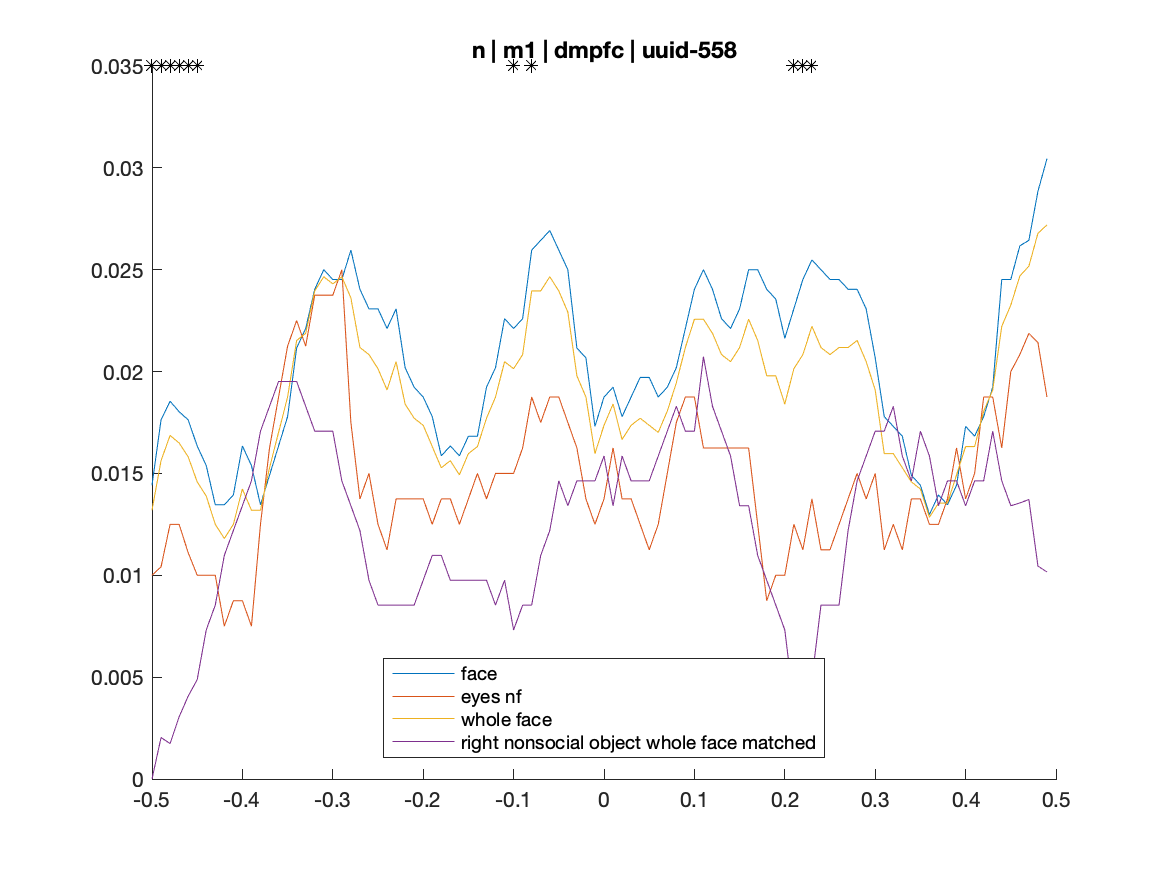 n | m1 | dmpfc | uuid-558
0.035
0.03
0.025
0.02
0.015
0.01
0.005
0
face
eyes nf
whole face
right nonsocial object whole face matched
-0.5 -0.4 -0.3 -0.2 -0.1 0 0.1 0.2 0.3 0.4 0.5